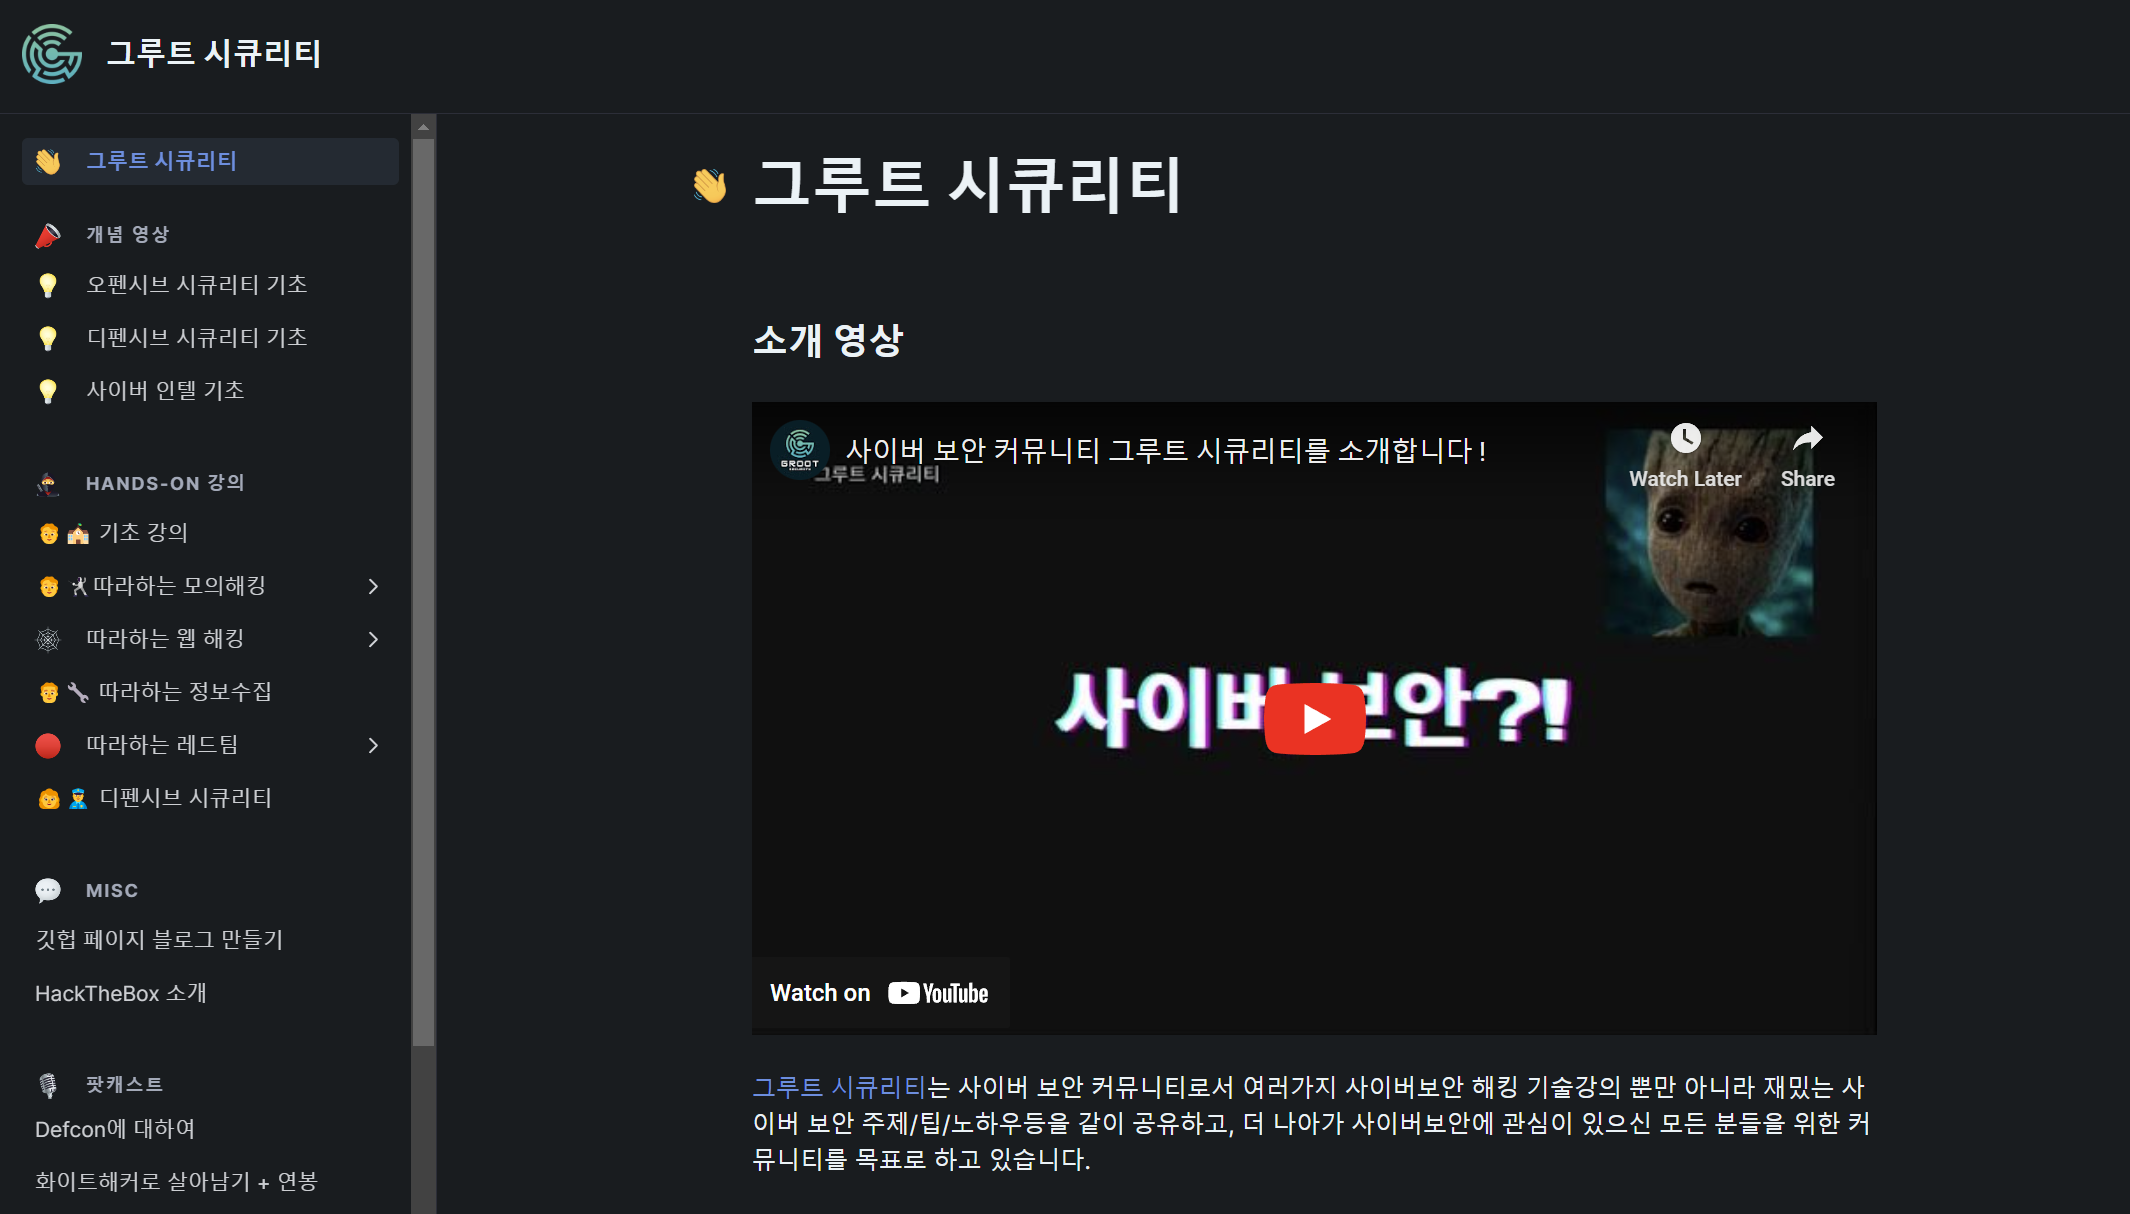 그루트 시큐리티
그루트 시큐리티
개념 영상
오펜시브 시큐리티 기초
디펜시브 시큐리티 기초
사이버 인텔 기초
HANDS-ON 강의
기초 강의
따라하는 모의해킹
따라하는 웹 해킹
따라하는 정보수집
따라하는 레드팀
디펜시브 시큐리티
MISC
깃헙 페이지 블로그 만들기
HackTheBox 소개
팟캐스트
Defcon에 대하여
화이트해커로 살아남기 + 연봉
그루트 시큐리티
소개 영상
GROOT
사이버 보안 커뮤니티 그루트 시큐리티를 소개합니다 !
그루트 시큐리티
Watch Later
Share
사이버 보안?!
Watch on YouTube
그루트 시큐리티는 사이버 보안 커뮤니티로서 여러가지 사이버보안 해킹 기술강의 뿐만 아니라 재밌는 사
이버 보안 주제/팁/노하우등을 같이 공유하고, 더 나아가 사이버보안에 관심이 있으신 모든 분들을 위한 커
뮤니티를 목표로 하고 있습니다.